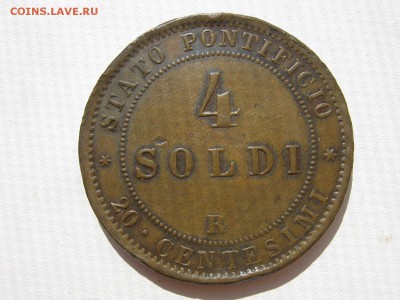 COINS.LAVE.RU
* STATO PONTIFICIO *
4
SOLDI
R
20 · CENTESIMI